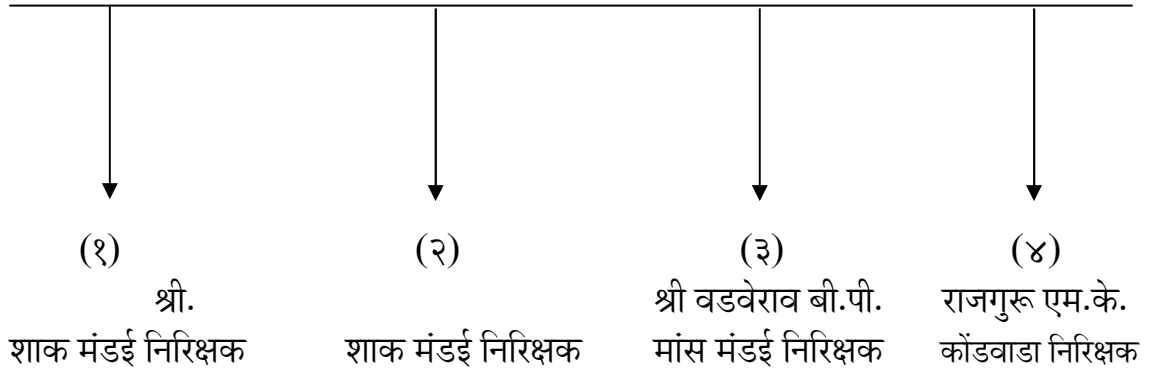 (१) (२) (३) (४)
श्री. श्री वडवेराव बी.पी. राजगुरू एम.के.
शाक मंडई निरिक्षक शाक मंडई निरिक्षक मांस मंडई निरिक्षक कोंडवाडा निरिक्षक